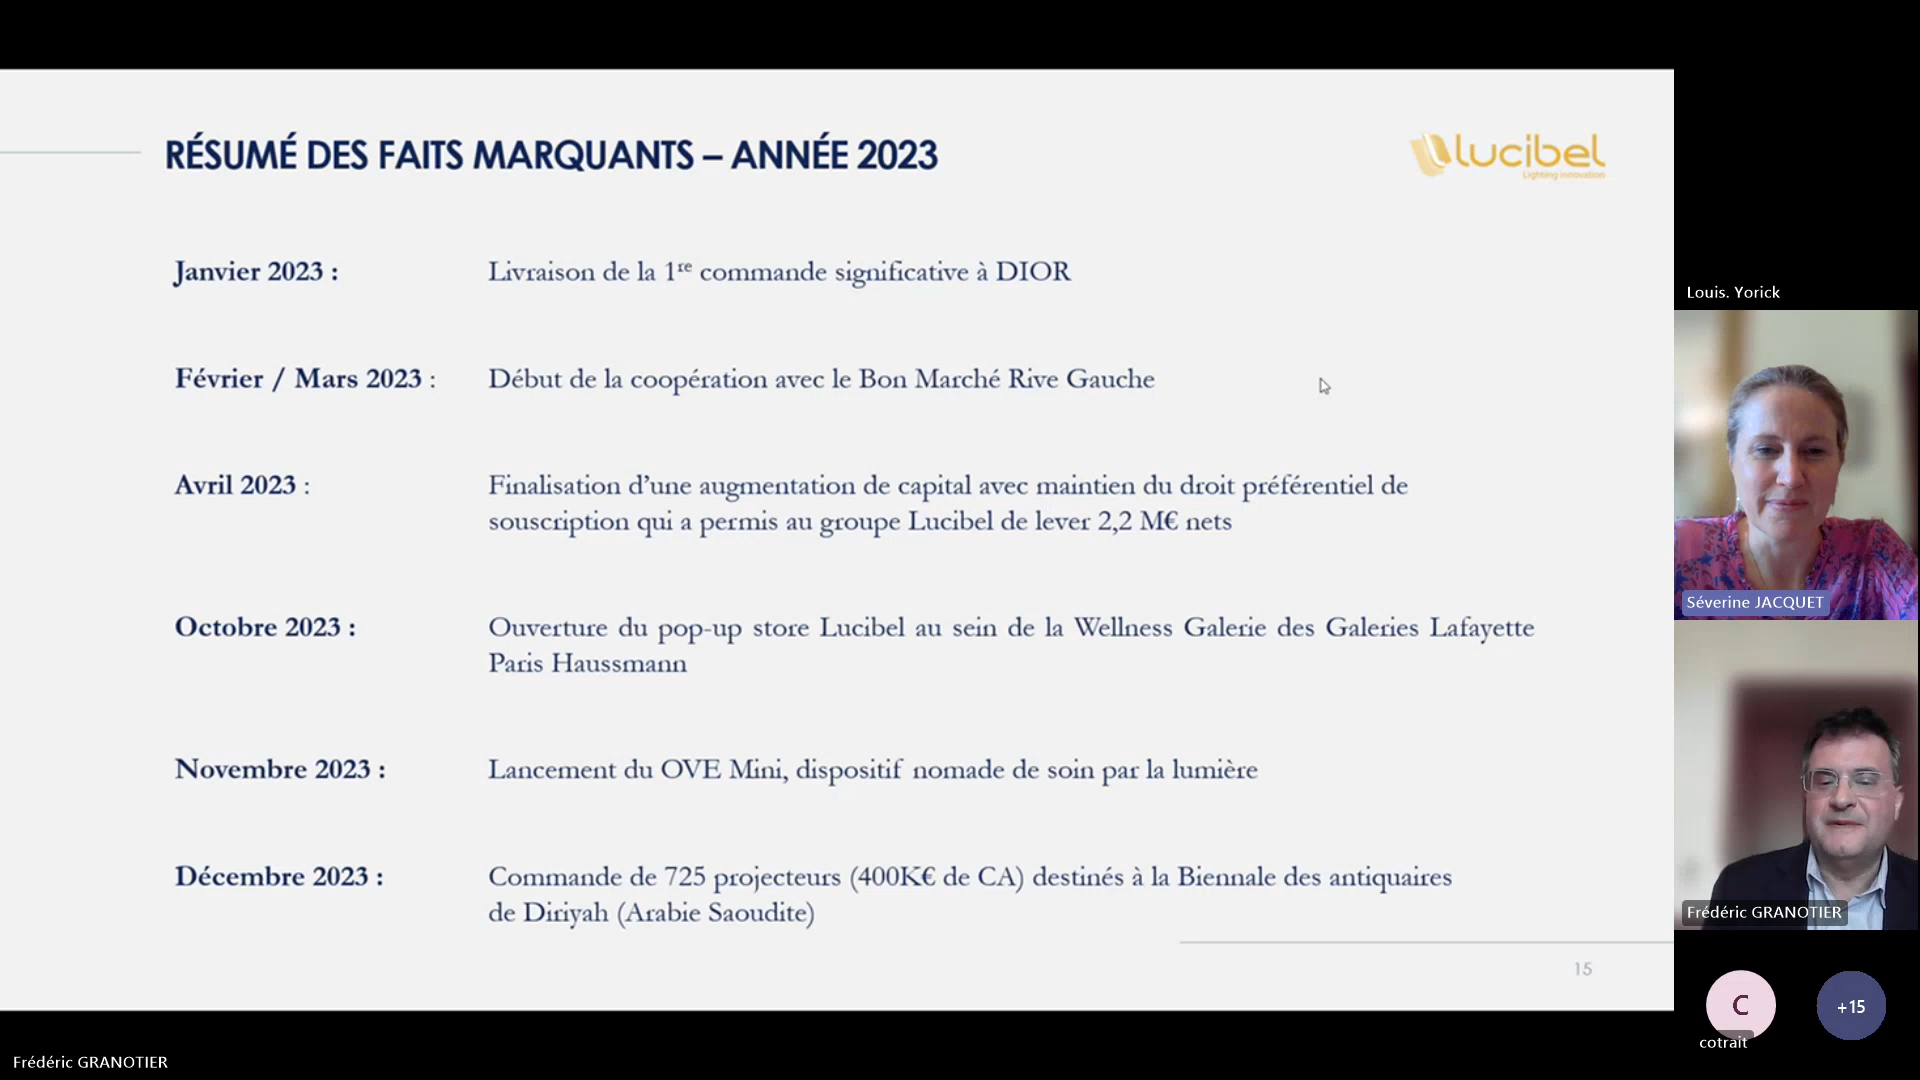 RÉSUMÉ DES FAITS MARQUANTS – ANNÉE 2023
lucibel
Lighting innovation
Janvier 2023 : Livraison de la 1re commande significative à DIOR
Février / Mars 2023 : Début de la coopération avec le Bon Marché Rive Gauche
Avril 2023 : Finalisation d’une augmentation de capital avec maintien du droit préférentiel de
souscription qui a permis au groupe Lucibel de lever 2,2 M€ nets
Octobre 2023 : Ouverture du pop-up store Lucibel au sein de la Wellness Galerie des Galeries Lafayette
Paris Haussmann
Novembre 2023 : Lancement du OVE Mini, dispositif nomade de soin par la lumière
Décembre 2023 : Commande de 725 projecteurs (400K€ de CA) destinés à la Biennale des antiquaires
de Diriyah (Arabie Saoudite)
15
Louis. Yorick
Séverine JACQUET
Frédéric GRANOTIER
C
+15
cotrait
Frédéric GRANOTIER